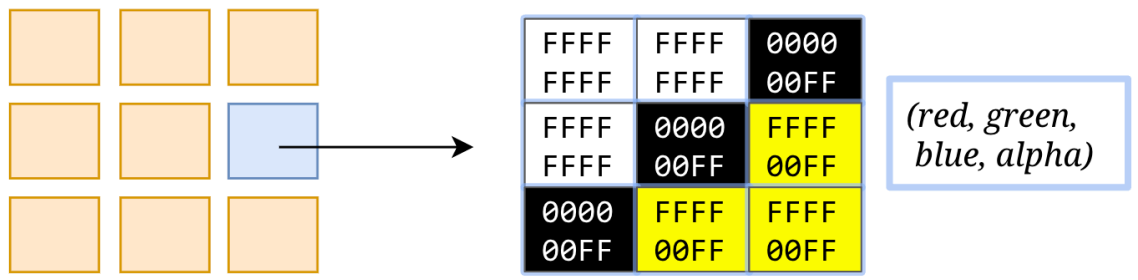 FFFF FFFF 0000
FFFF FFFF 00FF
FFFF 0000 FFFF
FFFF 00FF 00FF
0000 FFFF FFFF
00FF 00FF 00FF
(red, green,
blue, alpha)